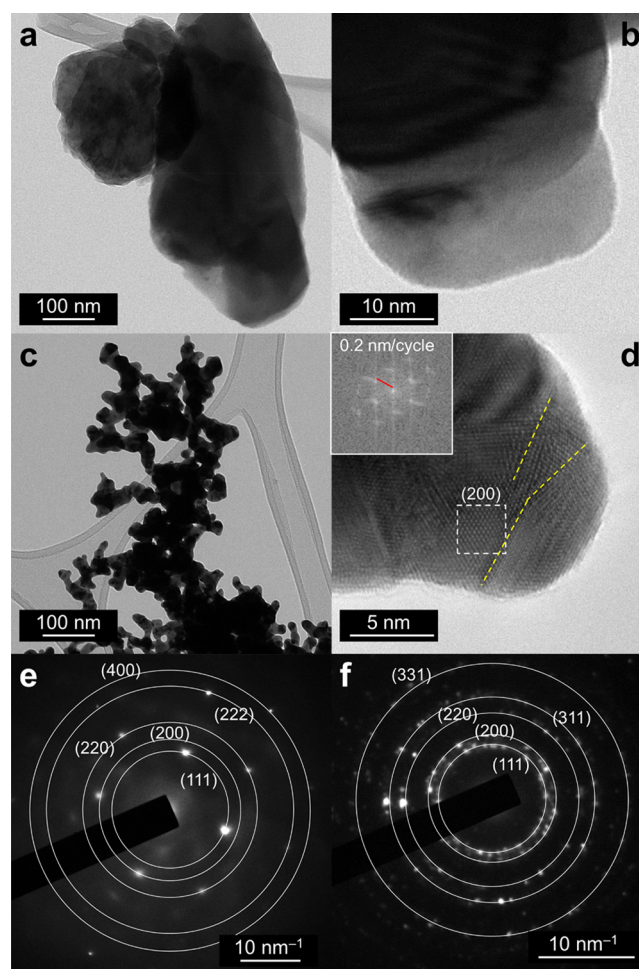 a
b
100 nm
10 nm
c
0.2 nm/cycle
d
(200)
100 nm
5 nm
e
(400)
(222)
(220)
(200)
(111)
10 nm⁻¹
f
(331)
(220)
(311)
(200)
(111)
10 nm⁻¹